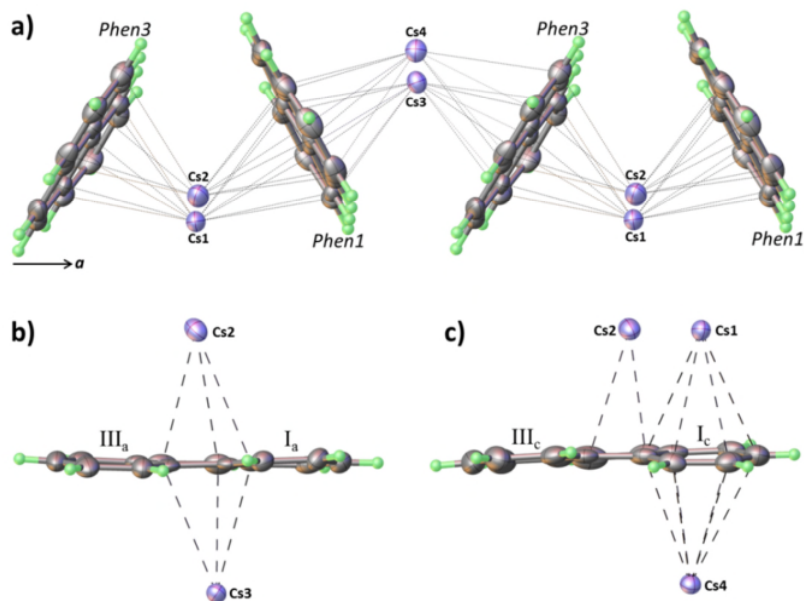 a)
Phen3
Cs4
Phen3
Cs3
Cs2
Cs2
Cs1
Cs1
Phen1
Phen1
a
b)
Cs2
IIIa
Ia
Cs3
c)
Cs2
Cs1
IIIc
Ic
Cs4